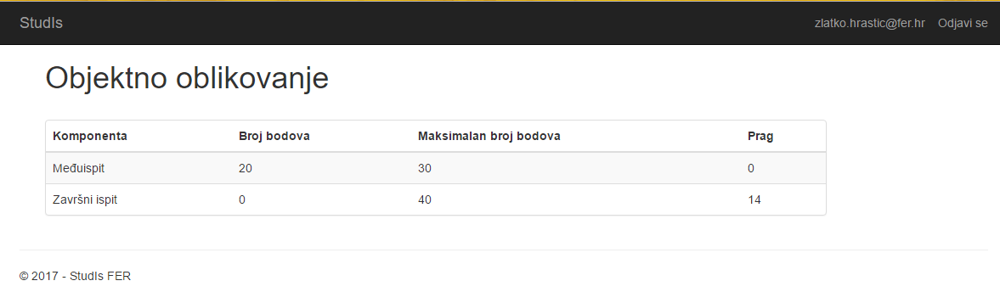 StudIs zlatko.hrastic@fer.hr Odjavi se
Objektno oblikovanje
Komponenta Broj bodova Maksimalan broj bodova Prag
Međuispit 20 30 0
Završni ispit 0 40 14
© 2017 - StudIs FER